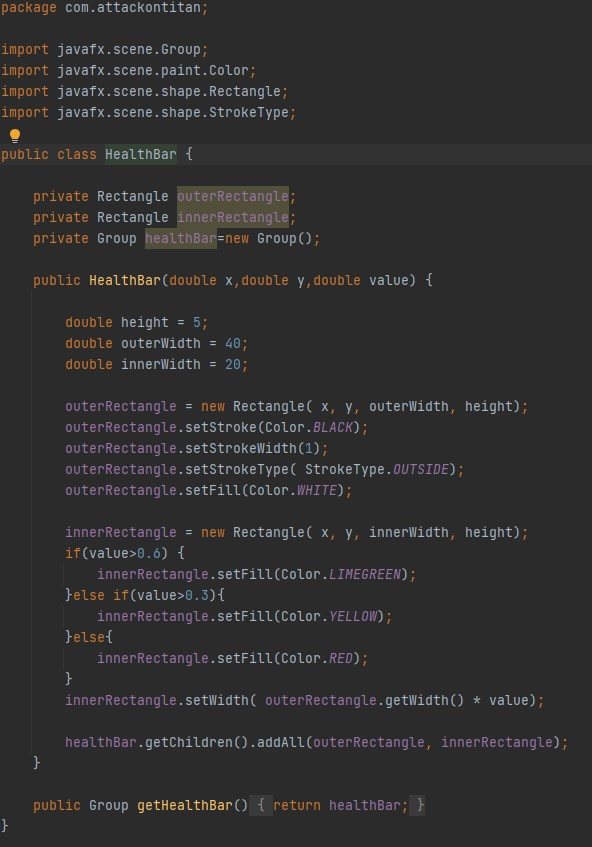 package com.attackontitan;
import javafx.scene.Group;
import javafx.scene.paint.Color;
import javafx.scene.shape.Rectangle;
import javafx.scene.shape.StrokeType;
public class HealthBar {
private Rectangle outerRectangle;
private Rectangle innerRectangle;
private Group healthBar=new Group();
public HealthBar(double x,double y,double value) {
double height = 5;
double outerWidth = 40;
double innerWidth = 20;
outerRectangle = new Rectangle( x, y, outerWidth, height);
outerRectangle.setStroke(Color.BLACK);
outerRectangle.setStrokeWidth(1);
outerRectangle.setStrokeType( StrokeType.OUTSIDE);
outerRectangle.setFill(Color.WHITE);
innerRectangle = new Rectangle( x, y, innerWidth, height);
if(value>0.6) {
innerRectangle.setFill(Color.LIMEGREEN);
}else if(value>0.3){
innerRectangle.setFill(Color.YELLOW);
}else{
innerRectangle.setFill(Color.RED);
}
innerRectangle.setWidth( outerRectangle.getWidth() * value);
healthBar.getChildren().addAll(outerRectangle, innerRectangle);
}
public Group getHealthBar() { return healthBar; }
}